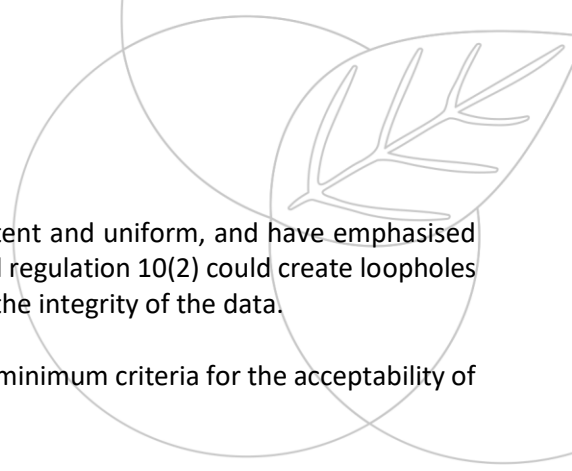 tent and uniform, and have emphasised
l regulation 10(2) could create loopholes
the integrity of the data.
minimum criteria for the acceptability of